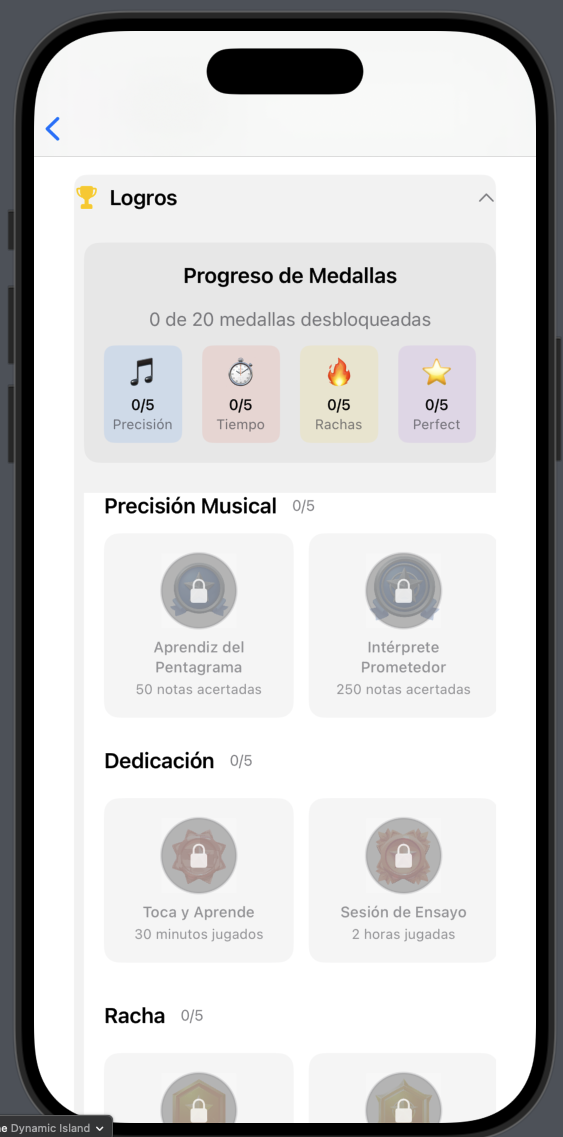 Logros
Progreso de Medallas
0 de 20 medallas desbloqueadas
0/5
Precisión
0/5
Tiempo
0/5
Rachas
0/5
Perfect
Precisión Musical 0/5
Aprendiz del
Pentagrama
50 notas acertadas
Intérprete
Prometedor
250 notas acertadas
Dedicación 0/5
Toca y Aprende
30 minutos jugados
Sesión de Ensayo
2 horas jugadas
Racha 0/5
Dynamic Island